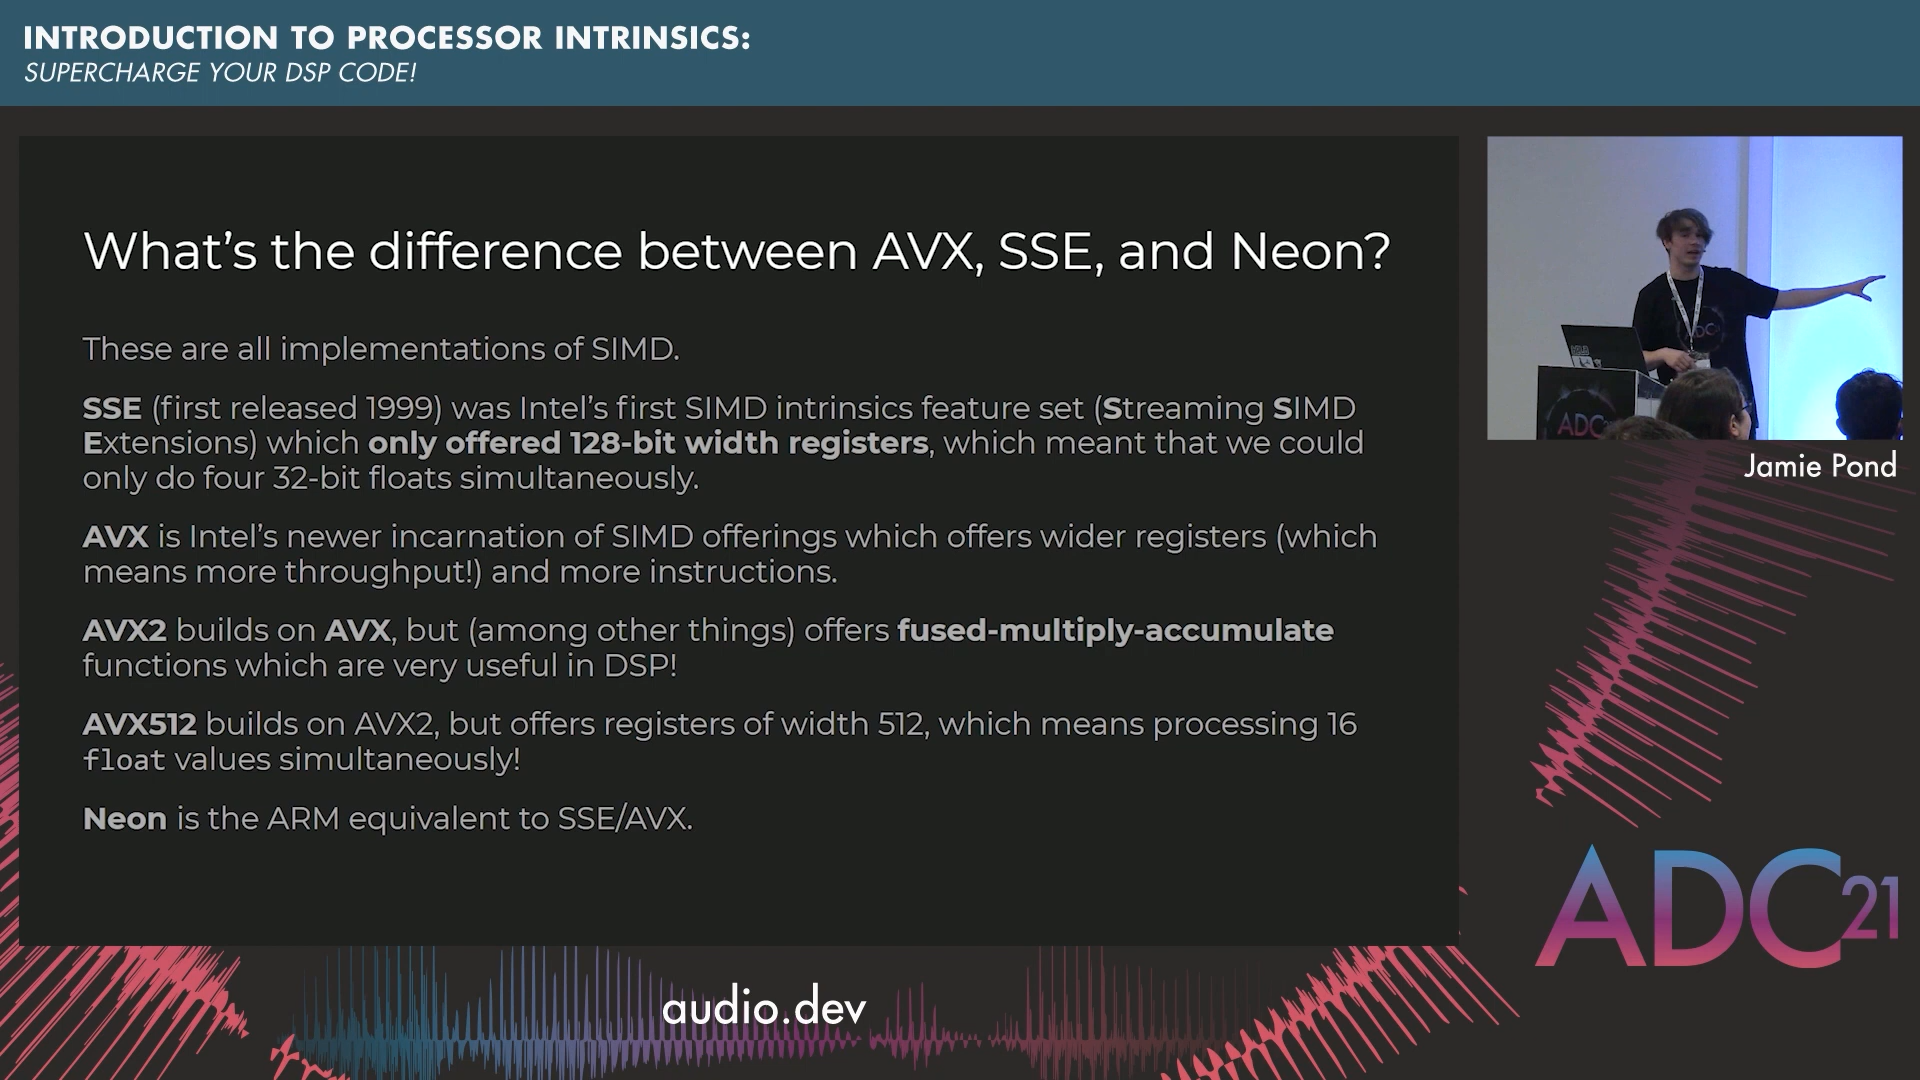 INTRODUCTION TO PROCESSOR INTRINSICS:
SUPERCHARGE YOUR DSP CODE!
What's the difference between AVX, SSE, and Neon?
These are all implementations of SIMD.
SSE (first released 1999) was Intel's first SIMD intrinsics feature set (Streaming SIMD
Extensions) which only offered 128-bit width registers, which meant that we could
only do four 32-bit floats simultaneously.
AVX is Intel's newer incarnation of SIMD offerings which offers wider registers (which
means more throughput!) and more instructions.
AVX2 builds on AVX, but (among other things) offers fused-multiply-accumulate
functions which are very useful in DSP!
AVX512 builds on AVX2, but offers registers of width 512, which means processing 16
float values simultaneously!
Neon is the ARM equivalent to SSE/AVX.
ADC
Jamie Pond
ADC21
audio.dev